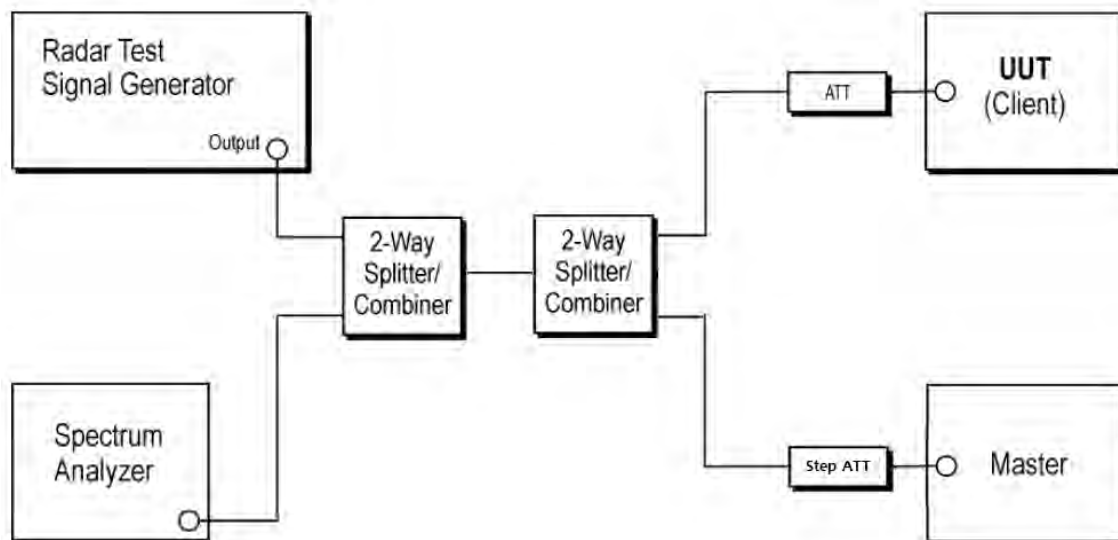 Radar Test
Signal Generator
Output
2-Way
Splitter/
Combiner
2-Way
Splitter/
Combiner
ATT
UUT
(Client)
Spectrum
Analyzer
Step ATT
Master